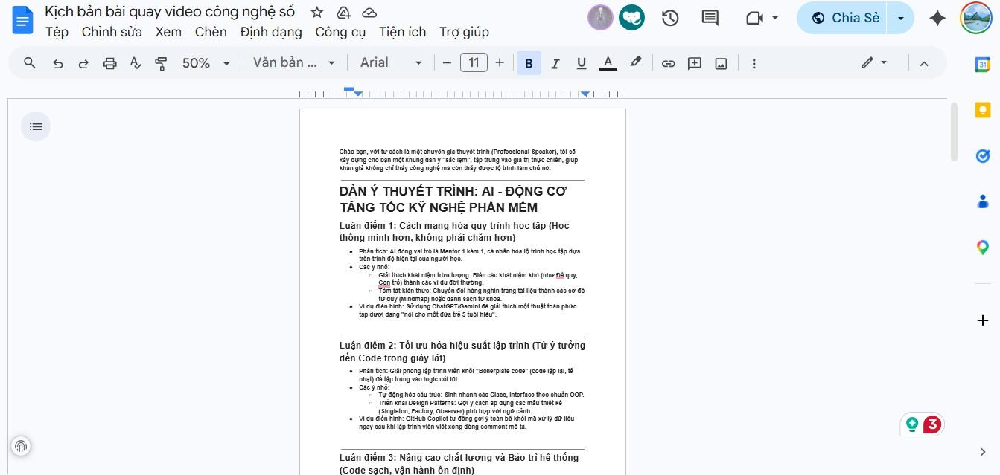 Kịch bản bài quay video công nghệ số
Tệp Chỉnh sửa Xem Chèn Định dạng Công cụ Tiện ích Trợ giúp
Chia Sẻ
50% Văn bản ... Arial 11 B I U A
31
Chào bạn, với tư cách là một chuyên gia thuyết trình (Professional Speaker), tôi sẽ
xây dựng cho bạn một khung dàn ý "sắc lẹm", tập trung vào giá trị thực chiến, giúp
khán giả không chỉ thấy công nghệ mà còn thấy được lộ trình làm chủ nó.
DÀN Ý THUYẾT TRÌNH: AI - ĐỘNG CƠ
TĂNG TỐC KỸ NGHỆ PHẦN MỀM
Luận điểm 1: Cách mạng hóa quy trình học tập (Học
thông minh hơn, không phải chăm hơn)
Phân tích: AI đóng vai trò là Mentor 1 kèm 1, cá nhân hóa lộ trình học tập dựa
trên trình độ hiện tại của người học.
Các ý nhỏ:
Giải thích khái niệm trừu tượng: Biến các khái niệm khó (như Đệ quy,
Con trỏ) thành các ví dụ đời thường.
Tóm tắt kiến thức: Chuyển đổi hàng nghìn trang tài liệu thành các sơ đồ
tư duy (Mindmap) hoặc danh sách từ khóa.
Ví dụ điển hình: Sử dụng ChatGPT/Gemini để giải thích một thuật toán phức
tạp dưới dạng "nói cho một đứa trẻ 5 tuổi hiểu".
Luận điểm 2: Tối ưu hóa hiệu suất lập trình (Từ ý tưởng
đến Code trong giây lát)
Phân tích: Giải phóng lập trình viên khỏi "Boilerplate code" (code lặp lại, tẻ
nhạt) để tập trung vào logic cốt lõi.
Các ý nhỏ:
Tự động hóa cấu trúc: Sinh nhanh các Class, Interface theo chuẩn OOP.
Triển khai Design Patterns: Gợi ý cách áp dụng các mẫu thiết kế
(Singleton, Factory, Observer) phù hợp với ngữ cảnh.
Ví dụ điển hình: GitHub Copilot tự động gợi ý toàn bộ khối mã xử lý dữ liệu
ngay sau khi lập trình viên viết xong dòng comment mô tả.
3
Luận điểm 3: Nâng cao chất lượng và Bảo trì hệ thống
(Code sạch, vận hành ổn định)